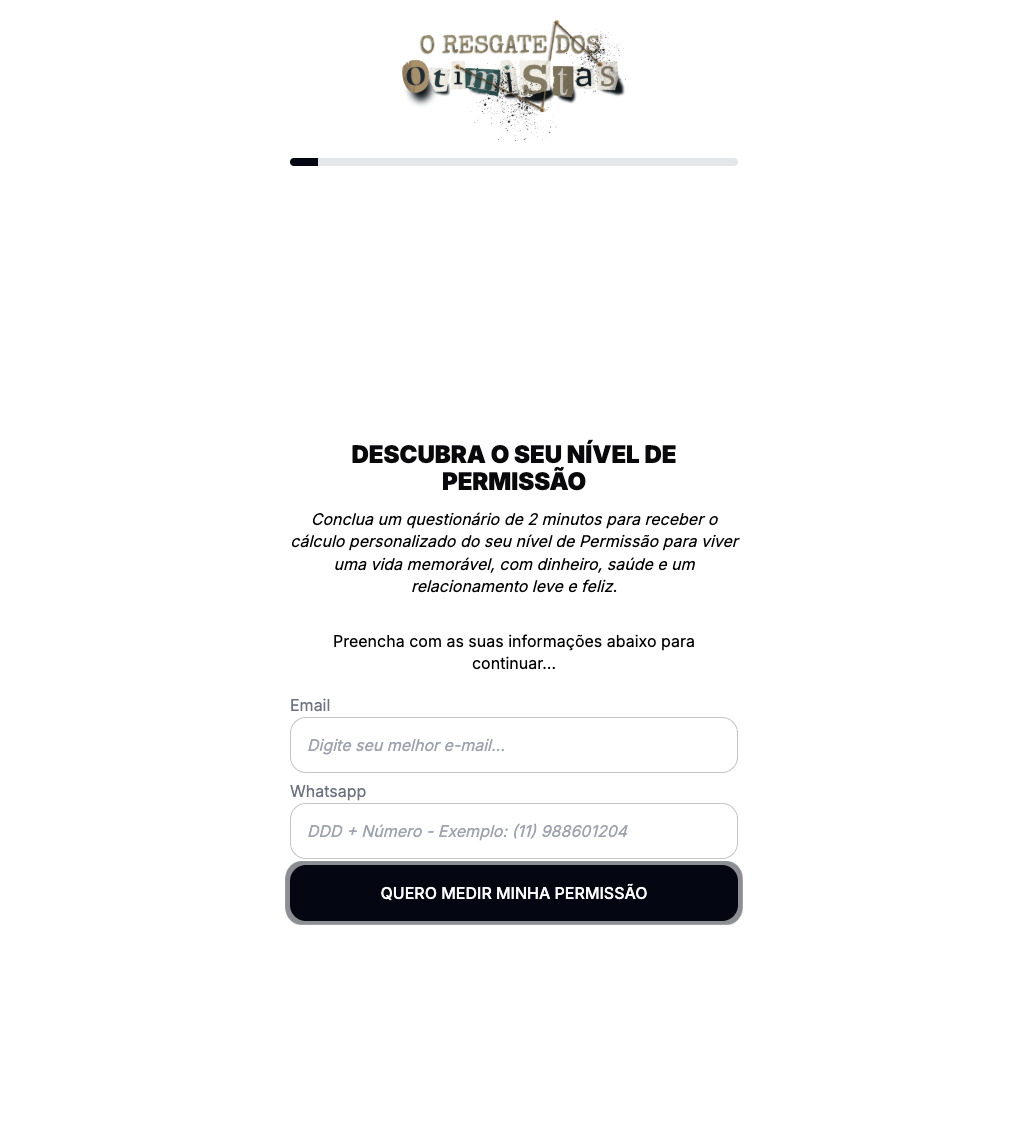 O RESGATE DOS
OtimiStas
DESCUBRA O SEU NÍVEL DE
PERMISSÃO
Conclua um questionário de 2 minutos para receber o
cálculo personalizado do seu nível de Permissão para viver
uma vida memorável, com dinheiro, saúde e um
relacionamento leve e feliz.
Preencha com as suas informações abaixo para
continuar...
Email
Digite seu melhor e-mail...
Whatsapp
DDD + Número - Exemplo: (11) 988601204
QUERO MEDIR MINHA PERMISSÃO